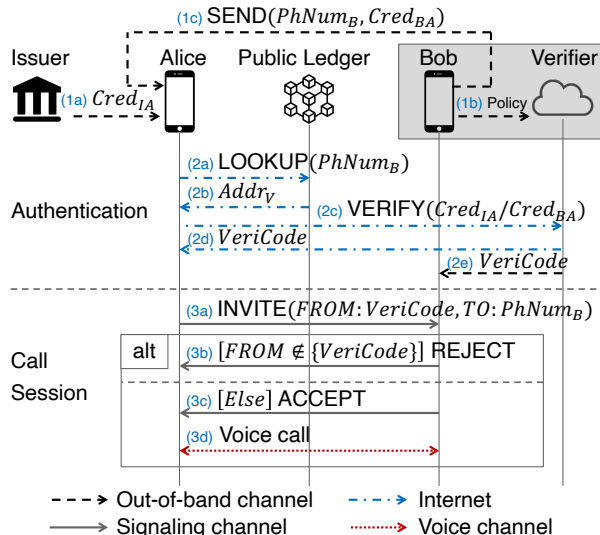 (1c) SEND(PhNum_B, Cred_BA)
Issuer Alice Public Ledger Bob Verifier
(1a) Cred_IA (1b) Policy
(2a) LOOKUP(PhNum_B)
(2b) Addr_V
Authentication (2c) VERIFY(Cred_IA/Cred_BA)
(2d) VeriCode
(2e) VeriCode
(3a) INVITE(FROM:VeriCode,TO:PhNum_B)
alt
(3b) [FROM ∉ {VeriCode}] REJECT
Call
Session
(3c) [Else] ACCEPT
(3d) Voice call
Out-of-band channel Internet
Signaling channel Voice channel